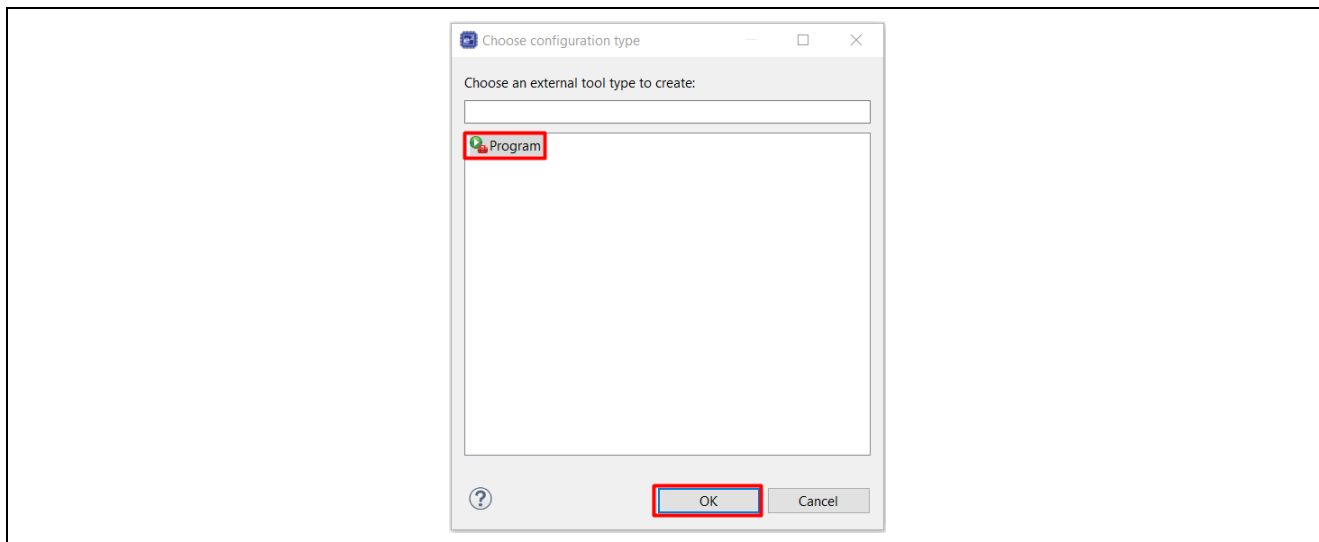 Choose configuration type
Choose an external tool type to create:
Program
OK
Cancel